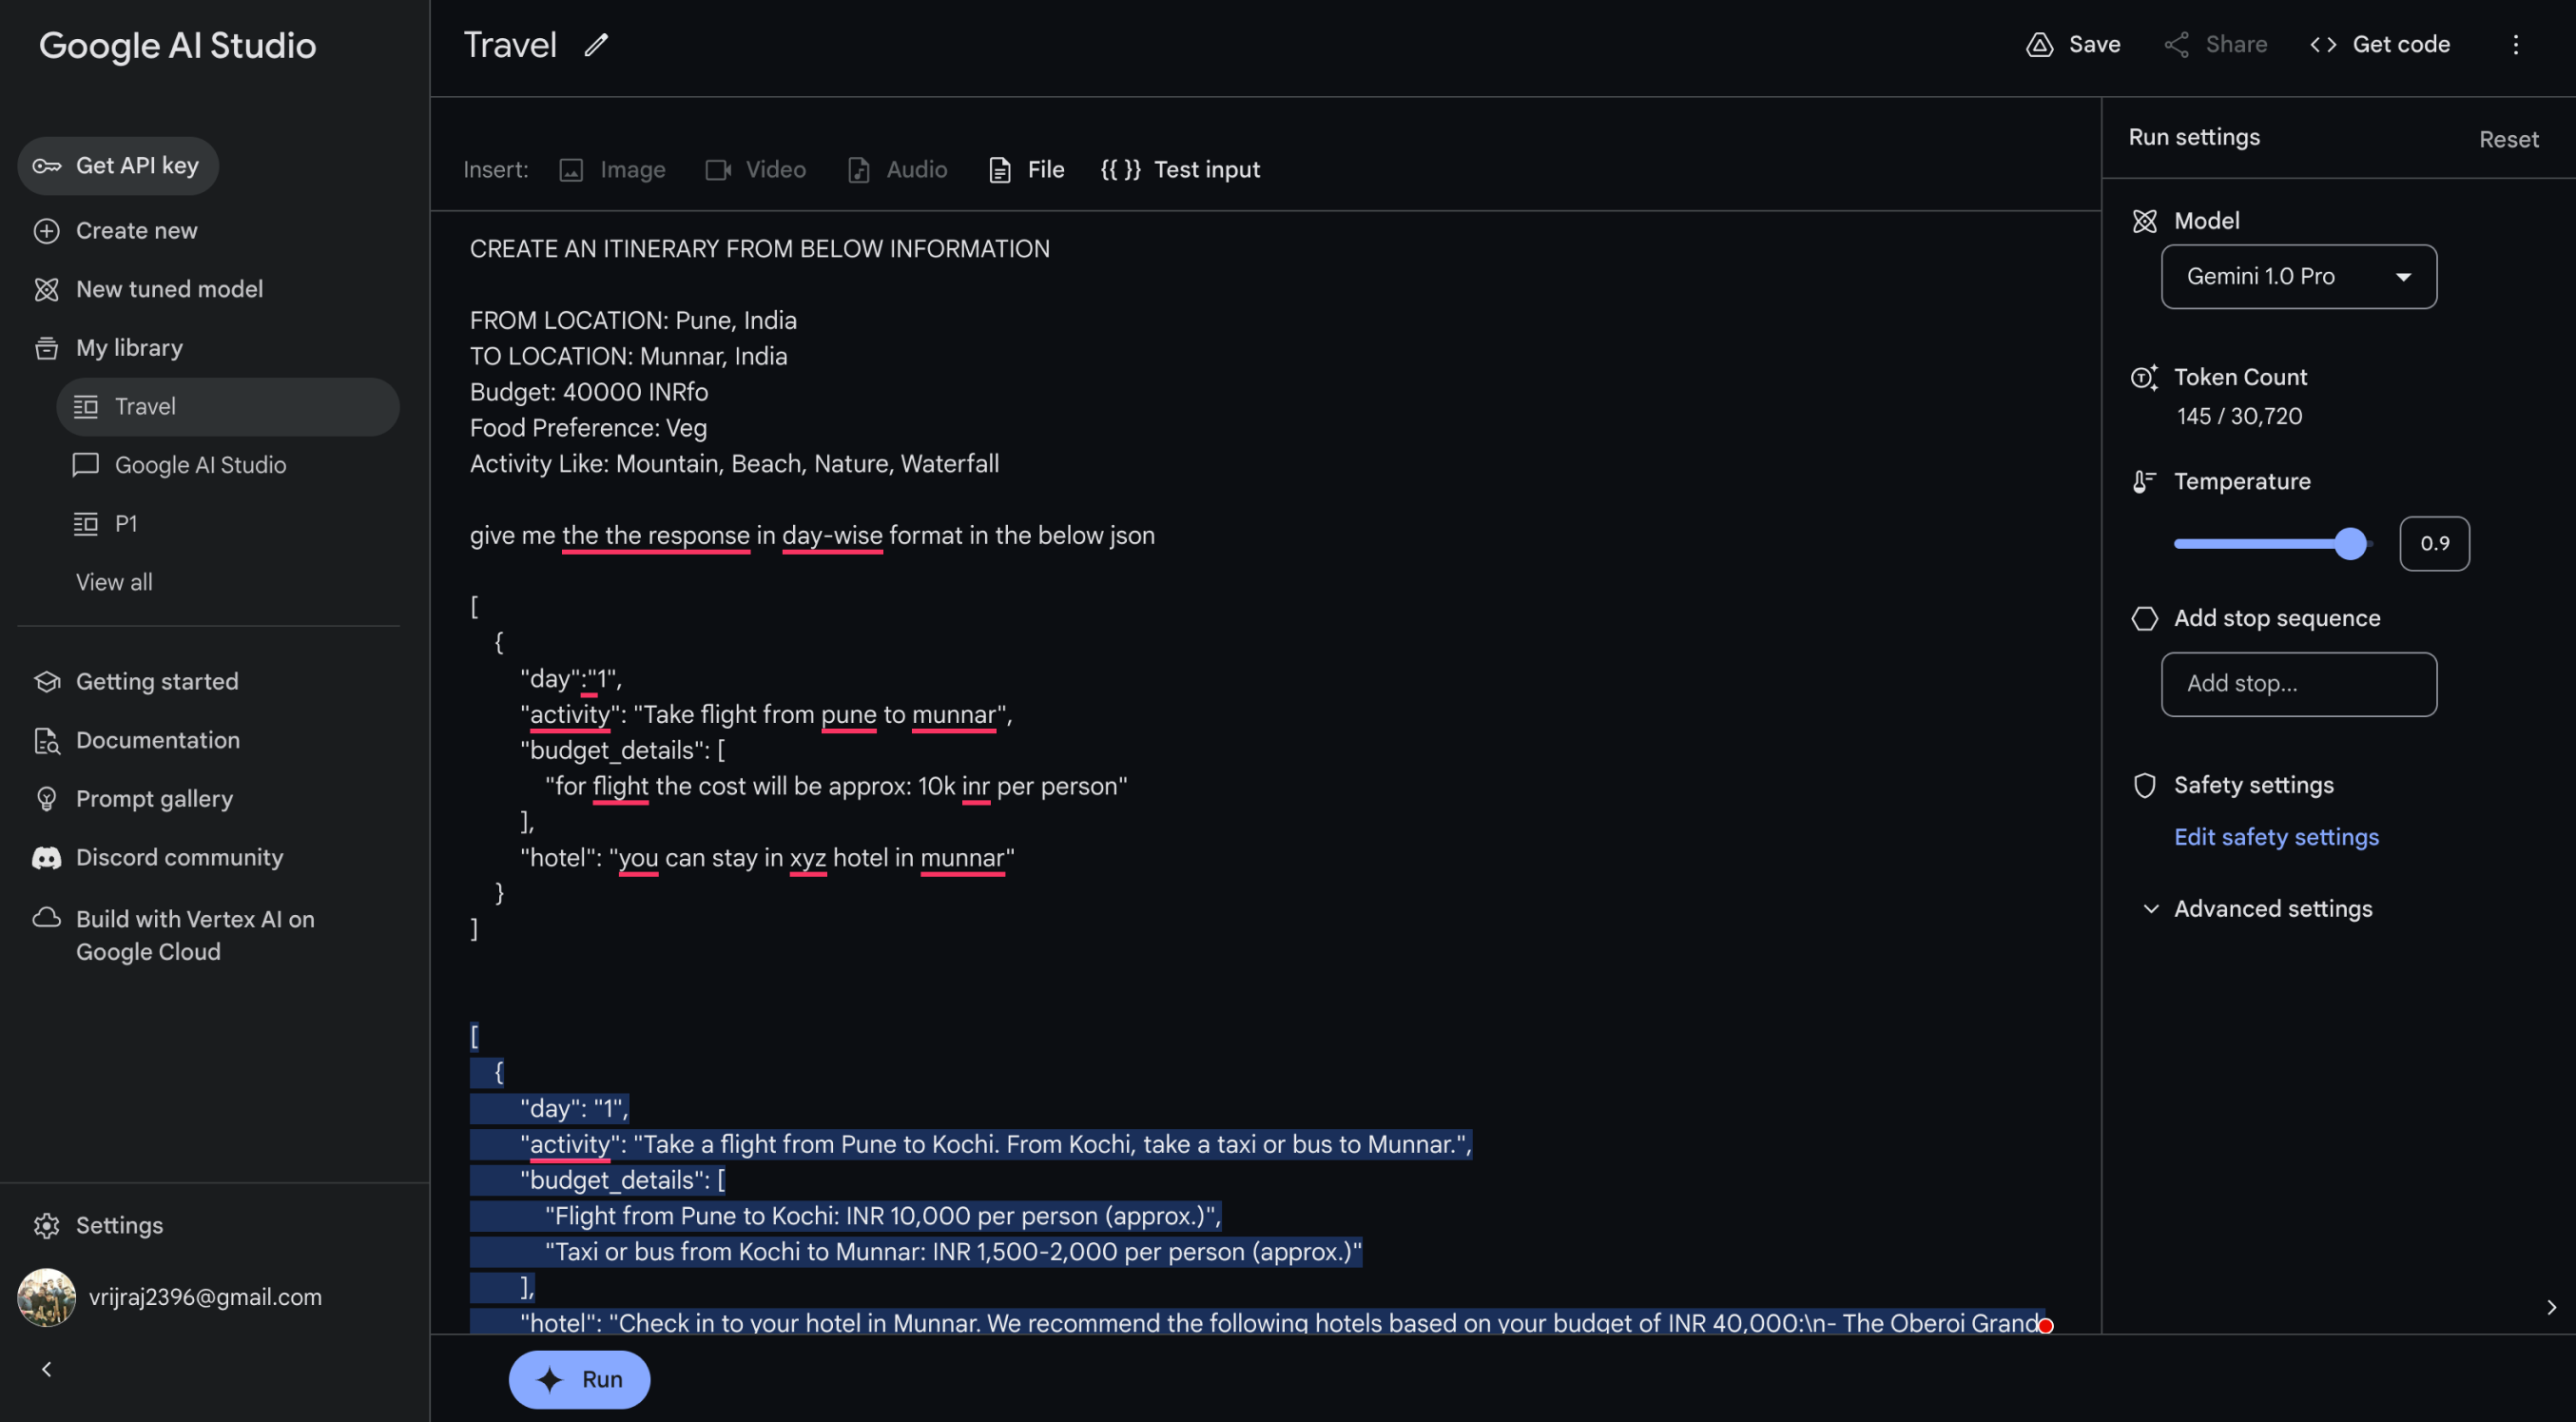 Google AI Studio
Get API key
Create new
New tuned model
My library
Travel
Google AI Studio
P1
View all
Getting started
Documentation
Prompt gallery
Discord community
Build with Vertex AI on
Google Cloud
Settings
vrijraj2396@gmail.com
Travel
Save
Share
Get code
Insert:
Image
Video
Audio
File
{{ }} Test input
CREATE AN ITINERARY FROM BELOW INFORMATION
FROM LOCATION: Pune, India
TO LOCATION: Munnar, India
Budget: 40000 INRfo
Food Preference: Veg
Activity Like: Mountain, Beach, Nature, Waterfall
give me the the response in day-wise format in the below json
[
{
"day":"1",
"activity": "Take flight from pune to munnar",
"budget_details": [
"for flight the cost will be approx: 10k inr per person"
],
"hotel": "you can stay in xyz hotel in munnar"
}
]
[
{
"day": "1",
"activity": "Take a flight from Pune to Kochi. From Kochi, take a taxi or bus to Munnar.",
"budget_details": [
"Flight from Pune to Kochi: INR 10,000 per person (approx.)",
"Taxi or bus from Kochi to Munnar: INR 1,500-2,000 per person (approx.)"
],
"hotel": "Check in to your hotel in Munnar. We recommend the following hotels based on your budget of INR 40,000:\n- The Oberoi Grand
Run
Run settings
Reset
Model
Gemini 1.0 Pro
Token Count
145 / 30,720
Temperature
0.9
Add stop sequence
Add stop...
Safety settings
Edit safety settings
Advanced settings